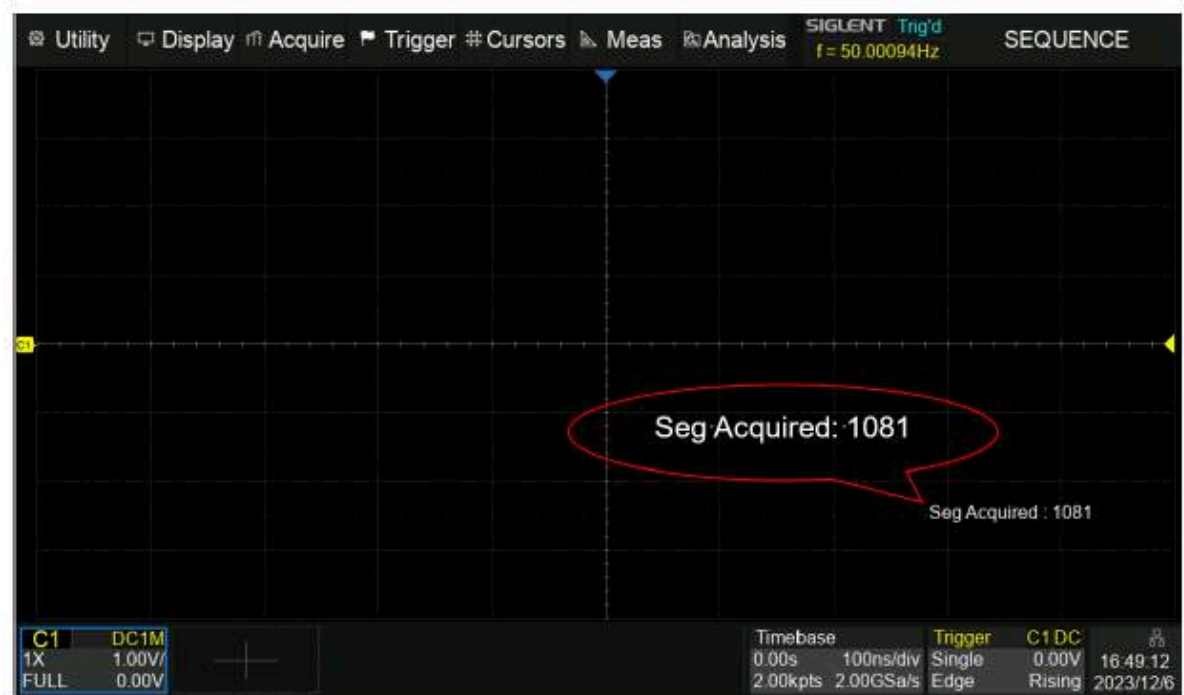 Utility Display Acquire Trigger Cursors Meas Analysis SIGLENT Trig'd SEQUENCE
f = 50.00094Hz
C1
Seg Acquired: 1081
Seg Acquired : 1081
C1 DC1M Timebase Trigger C1 DC
1X 1.00V/ 0.00s 100ns/div Single 0.00V 16:49:12
FULL 0.00V 2.00kpts 2.00GSa/s Edge Rising 2023/12/6